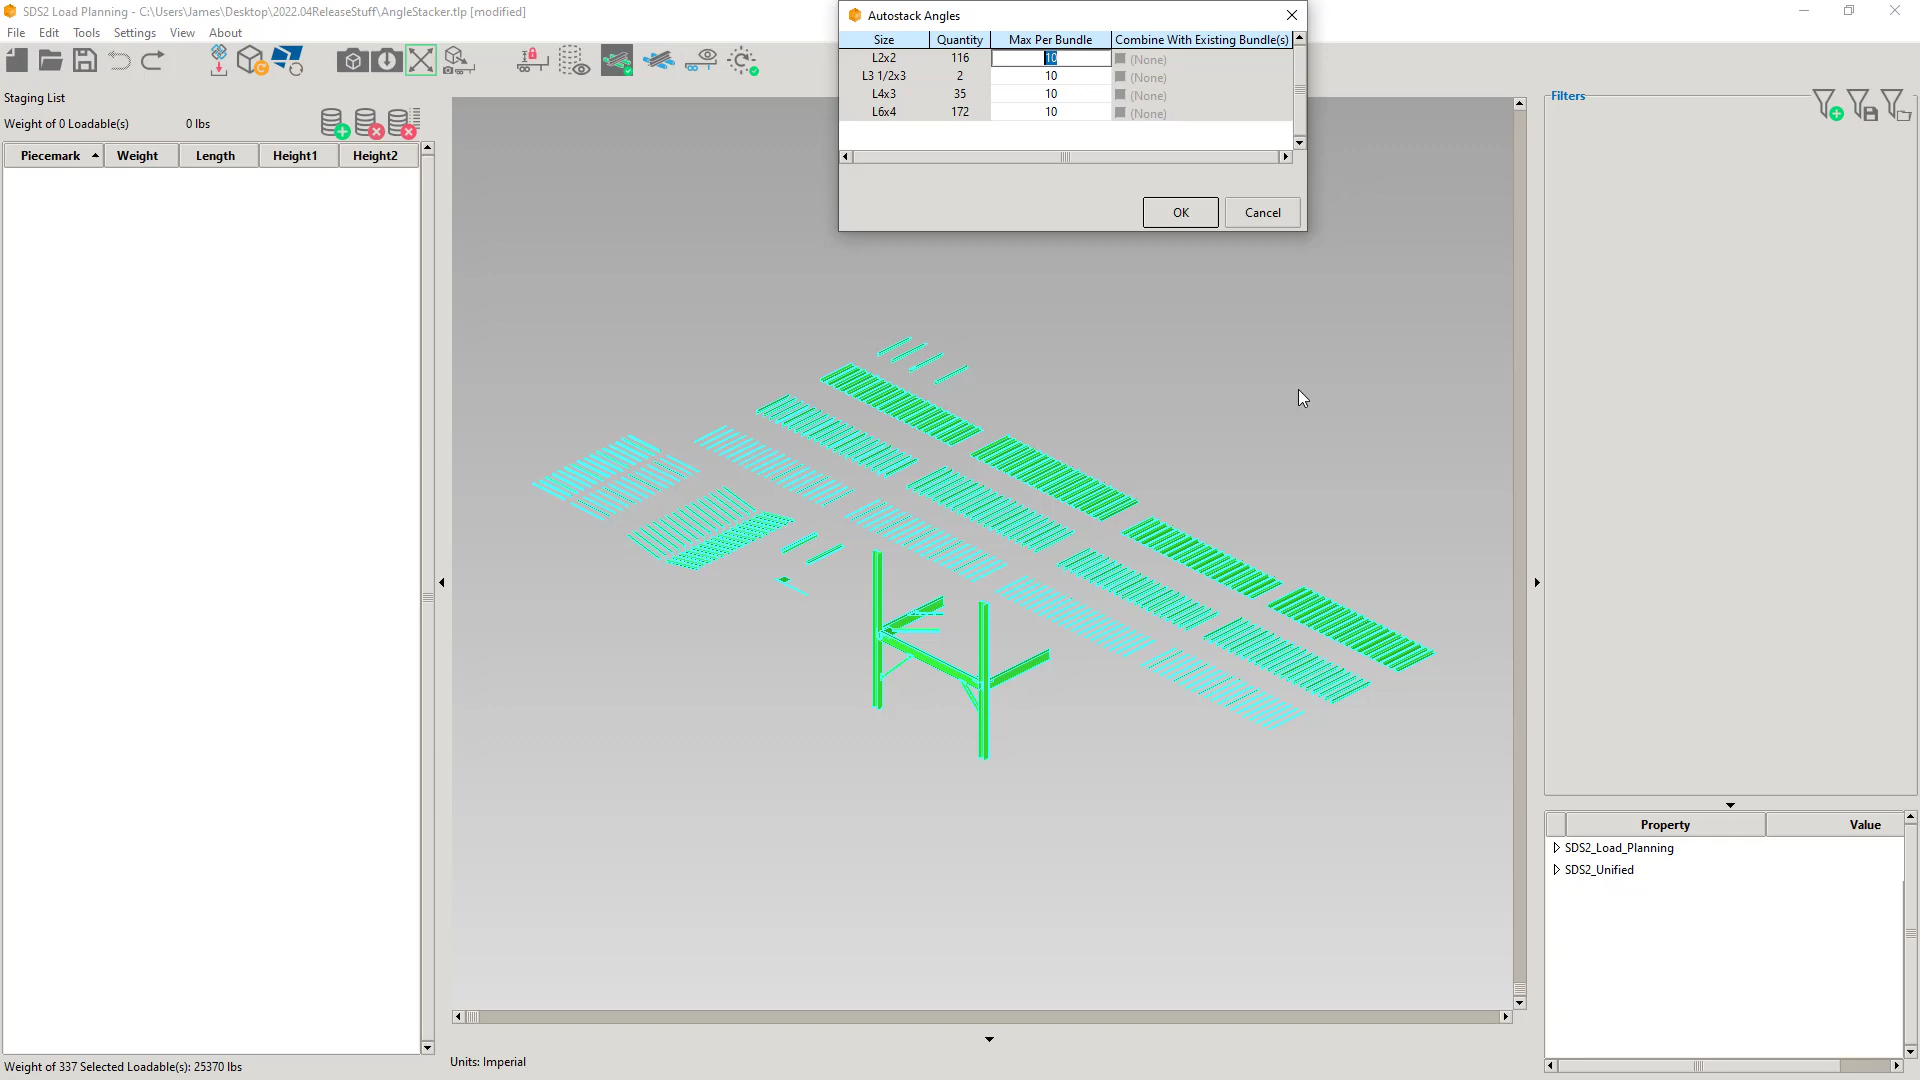 SDS2 Load Planning - C:\Users\James\Desktop\2022.04ReleaseStuff\AngleStacker.tlp [modified]
File Edit Tools Settings View About
Autostack Angles
Size Quantity Max Per Bundle Combine With Existing Bundle(s)
L2x2 116 10 (None)
L3 1/2x3 2 10 (None)
L4x3 35 10 (None)
L6x4 172 10 (None)
OK Cancel
Staging List
Weight of 0 Loadable(s) 0 lbs
Piecemark Weight Length Height1 Height2
Filters
Property Value
SDS2_Load_Planning
SDS2_Unified
Units: Imperial
Weight of 337 Selected Loadable(s): 25370 lbs